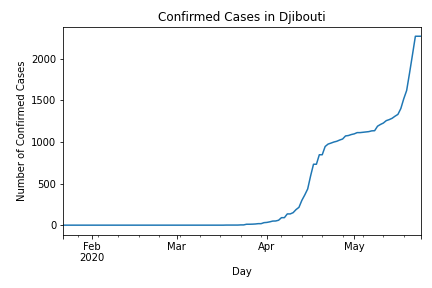 Confirmed Cases in Djibouti
Number of Confirmed Cases
2000
1500
1000
500
0
Feb Mar Apr May
2020
Day